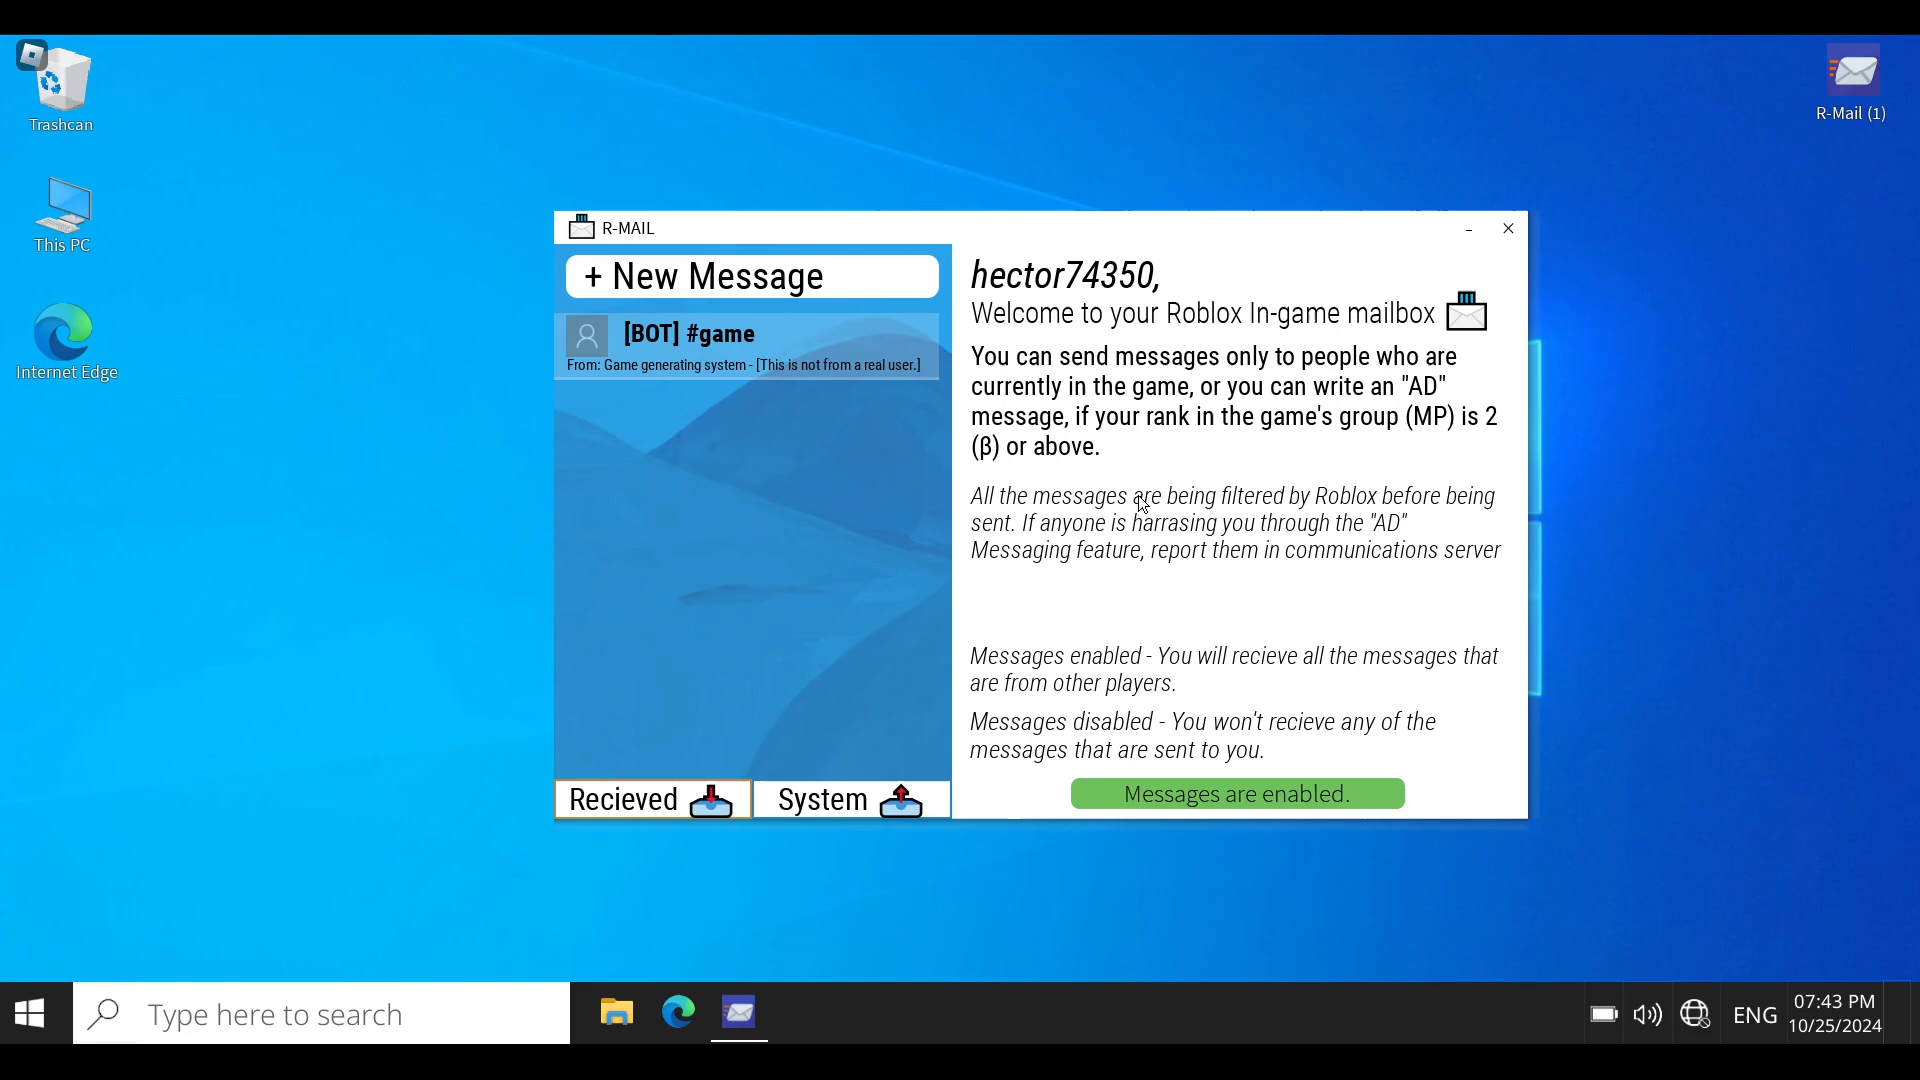 Trashcan
R-Mail (1)
This PC
Internet Edge
R-MAIL
+ New Message
[BOT] #game
From: Game generating system - [This is not from a real user.]
hector74350,
Welcome to your Roblox In-game mailbox
You can send messages only to people who are
currently in the game, or you can write an "AD"
message, if your rank in the game's group (MP) is 2
(β) or above.
All the messages are being filtered by Roblox before being
sent. If anyone is harrasing you through the "AD"
Messaging feature, report them in communications server
Messages enabled - You will recieve all the messages that
are from other players.
Messages disabled - You won't recieve any of the
messages that are sent to you.
Messages are enabled.
Recieved
System
Type here to search
ENG
07:43 PM
10/25/2024